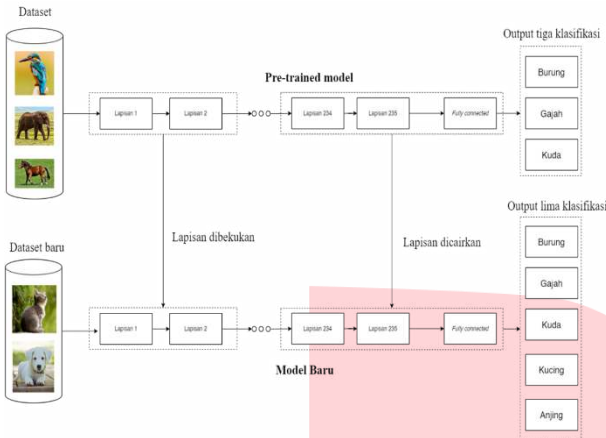 Dataset
Output tiga klasifikasi
Pre-trained model
Lapisan 1
Lapisan 2
Lapisan 234
Lapisan 235
Fully connected
Burung
Gajah
Kuda
Lapisan dibekukan
Lapisan dicairkan
Dataset baru
Output lima klasifikasi
Lapisan 1
Lapisan 2
Lapisan 234
Lapisan 235
Fully connected
Model Baru
Burung
Gajah
Kuda
Kucing
Anjing